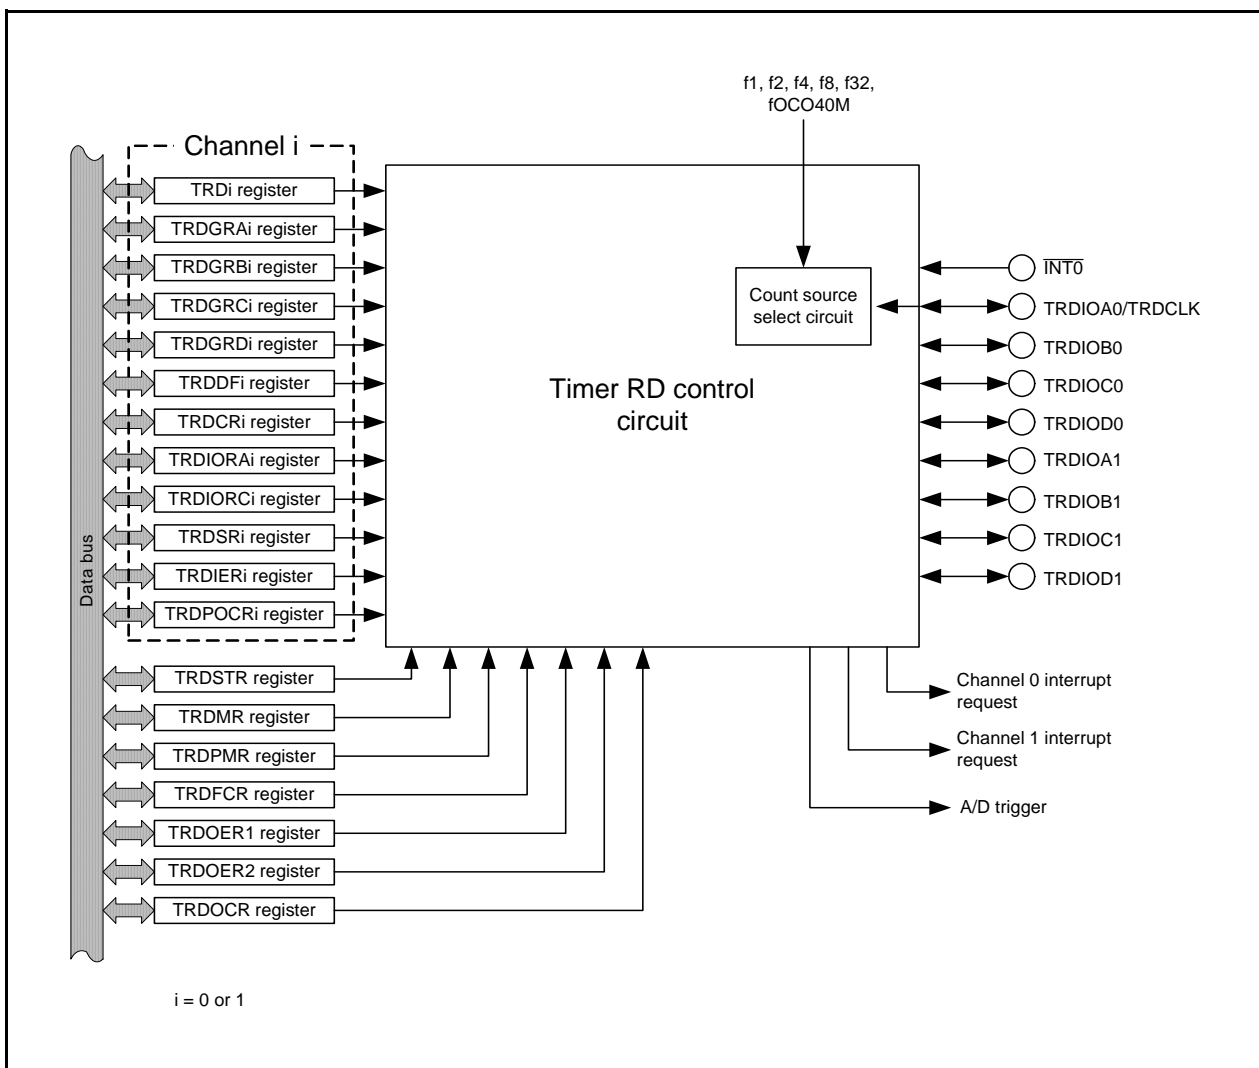 f1, f2, f4, f8, f32,
fOCO40M
Channel i
TRDi register
TRDGRAi register
TRDGRBi register
TRDGRCi register
TRDGRDi register
TRDDFi register
TRDCRi register
TRDIORAi register
TRDIORCi register
TRDSRi register
TRDIERi register
TRDPOCRi register
Data bus
TRDSTR register
TRDMR register
TRDPMR register
TRDFCR register
TRDOER1 register
TRDOER2 register
TRDOCR register
Timer RD control
circuit
Count source
select circuit
INT0
TRDIOA0/TRDCLK
TRDIOB0
TRDIOC0
TRDIOD0
TRDIOA1
TRDIOB1
TRDIOC1
TRDIOD1
Channel 0 interrupt
request
Channel 1 interrupt
request
A/D trigger
i = 0 or 1